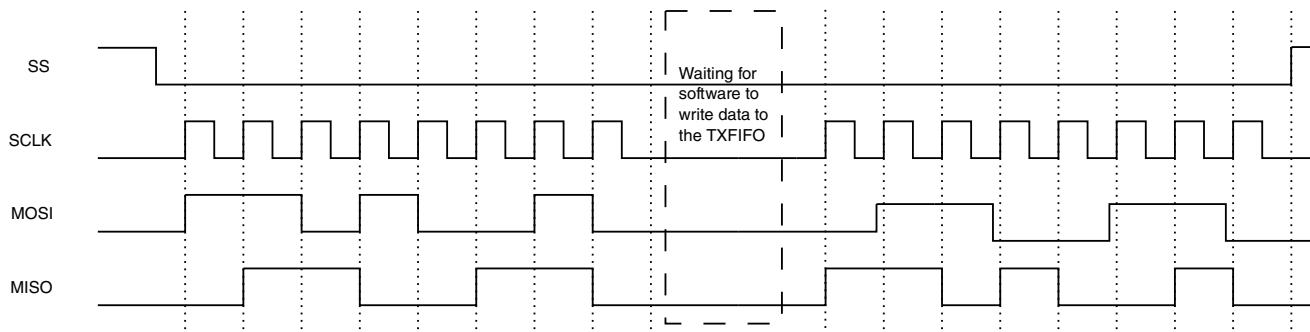 SS
Waiting for
software to
write data to
the TXFIFO
SCLK
MOSI
MISO